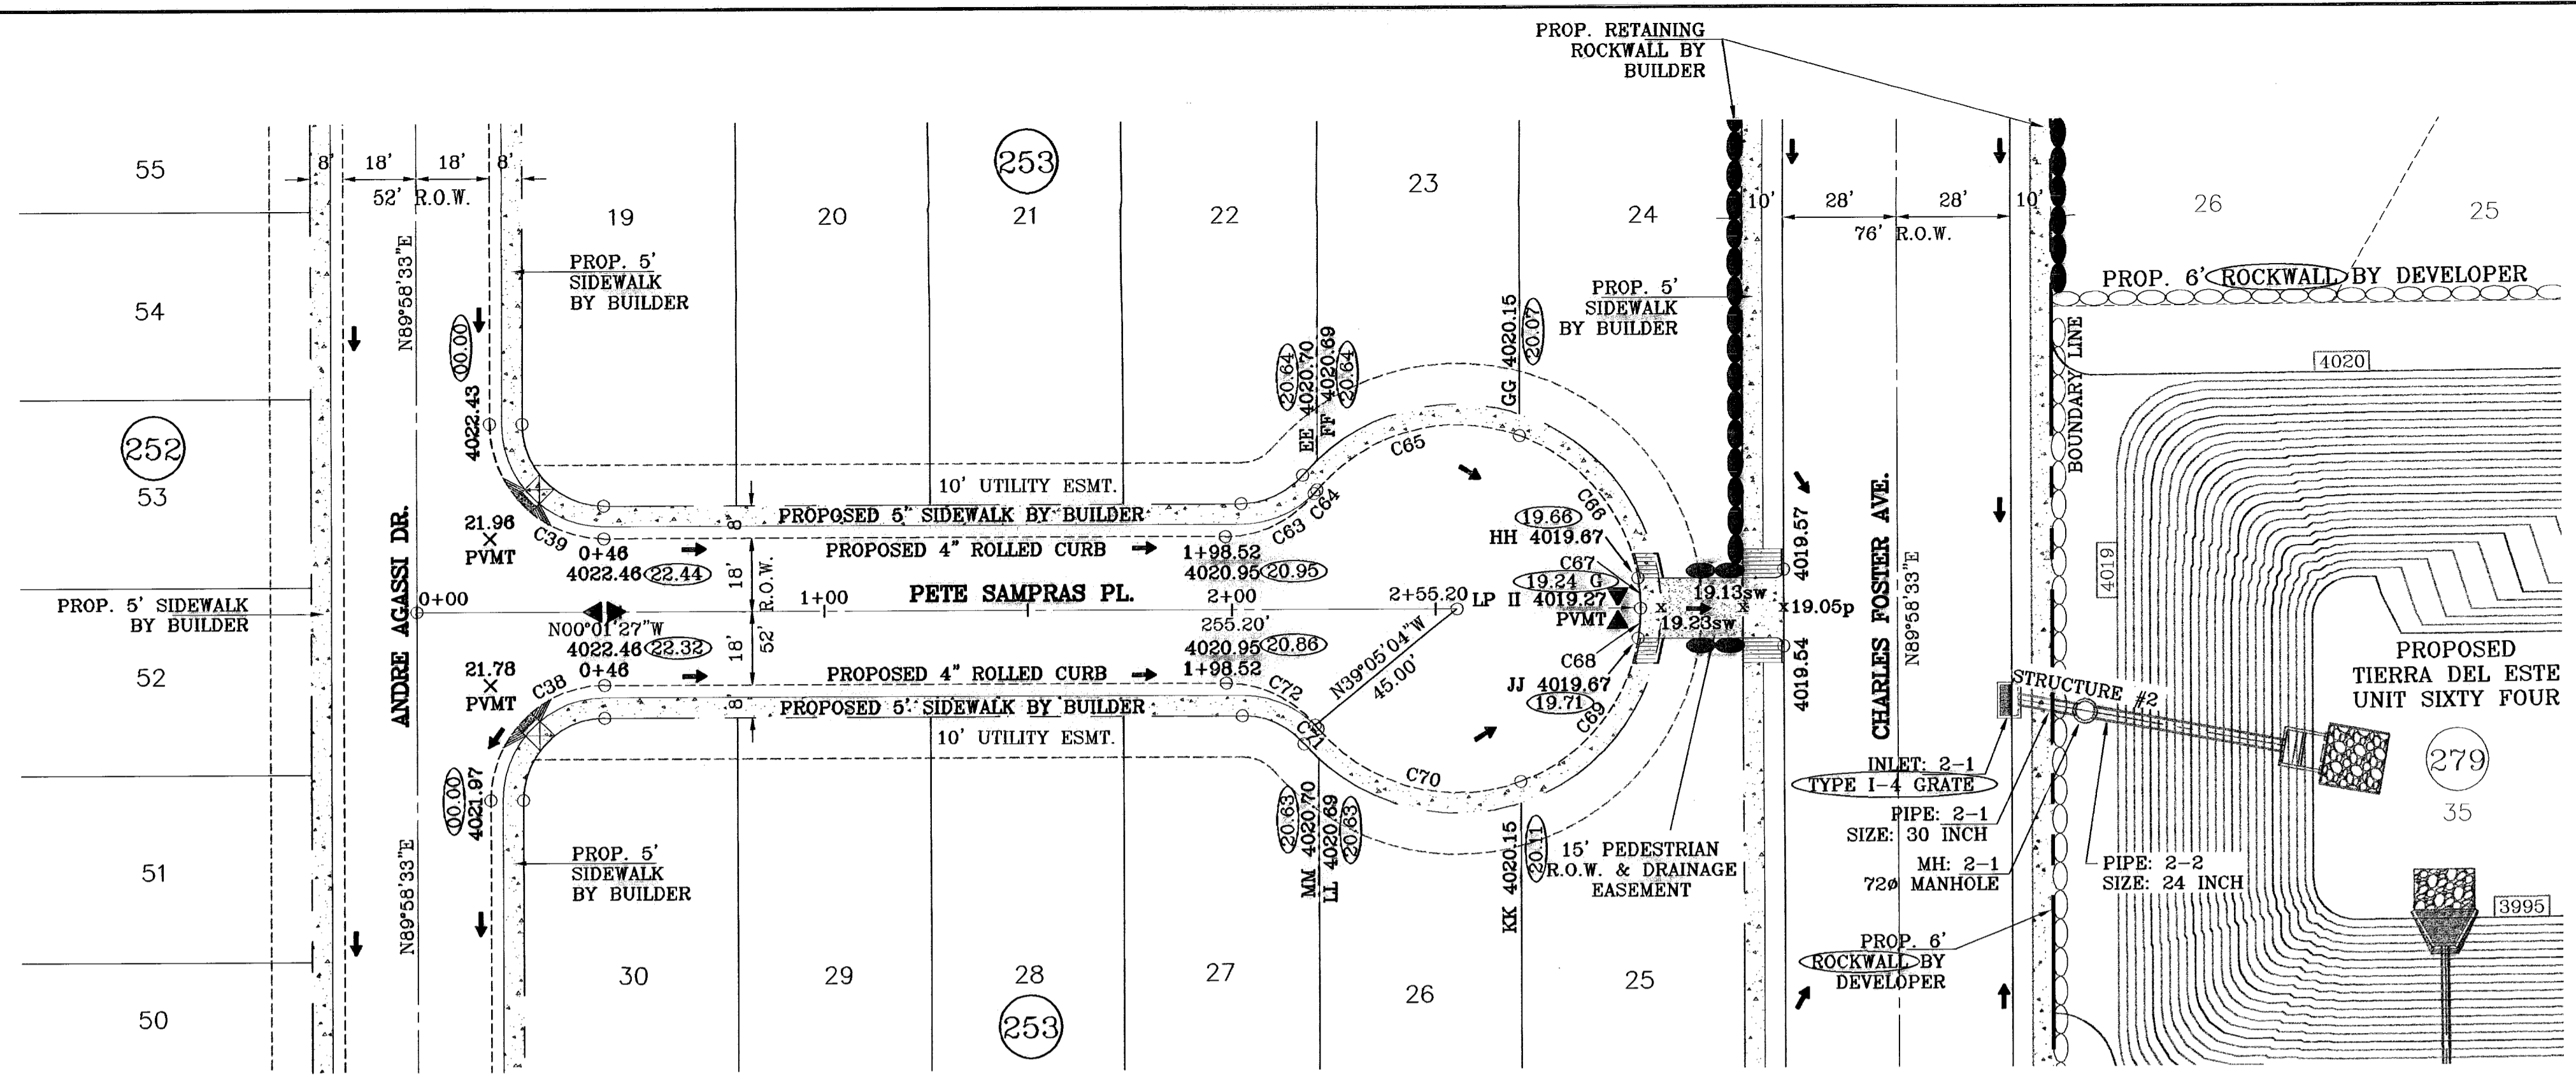 PROP. RETAINING
ROCKWALL BY
BUILDER
55
54
252
53
52
51
50
8'
18'
18'
8'
52' R.O.W.
N89°58'33"E
00.00
4022.43
PROP. 5'
SIDEWALK
BY BUILDER
19
20
253
21
22
23
24
10'
28'
28'
10'
76' R.O.W.
26
25
PROP. 6' ROCKWALL BY DEVELOPER
PROP. 5'
SIDEWALK
BY BUILDER
BOUNDARY LINE
4020
4019
20.64
EE 4020.70
FF 4020.69
20.64
GG 4020.15
20.07
10' UTILITY ESMT.
PROPOSED 5' SIDEWALK BY BUILDER
8'
PROPOSED 4" ROLLED CURB
C39
21.96
PVMT
0+46
4022.46
22.44
1+98.52
4020.95
20.95
C63
C64
C65
C66
19.66
HH 4019.67
C67
19.24 G
LP II 4019.27
PVMT
19.13sw
19.23sw
19.05p
4019.57
4019.54
CHARLES FOSTER AVE.
N89°58'33"E
PROP. 5' SIDEWALK
BY BUILDER
ANDRE AGASSI DR.
0+00
1+00
PETE SAMPRAS PL.
2+00
2+55.20
N00°01'27"W
255.20'
18'
18'
52' R.O.W.
4022.46
22.32
0+46
21.78
PVMT
C38
4020.95
20.86
1+98.52
PROPOSED 4" ROLLED CURB
8'
PROPOSED 5' SIDEWALK BY BUILDER
10' UTILITY ESMT.
N39°05'04"W
45.00'
C72
C71
C70
C69
C68
JJ 4019.67
19.71
00.00
4021.97
N89°58'33"E
PROP. 5'
SIDEWALK
BY BUILDER
20.63
MM 4020.70
LL 4020.69
20.63
KK 4020.15
20.11
15' PEDESTRIAN
R.O.W. & DRAINAGE
EASEMENT
STRUCTURE #2
INLET: 2-1
TYPE I-4 GRATE
PIPE: 2-1
SIZE: 30 INCH
MH: 2-1
72ø MANHOLE
PIPE: 2-2
SIZE: 24 INCH
PROP. 6'
ROCKWALL BY
DEVELOPER
PROPOSED
TIERRA DEL ESTE
UNIT SIXTY FOUR
279
35
3995
30
29
28
253
27
26
25